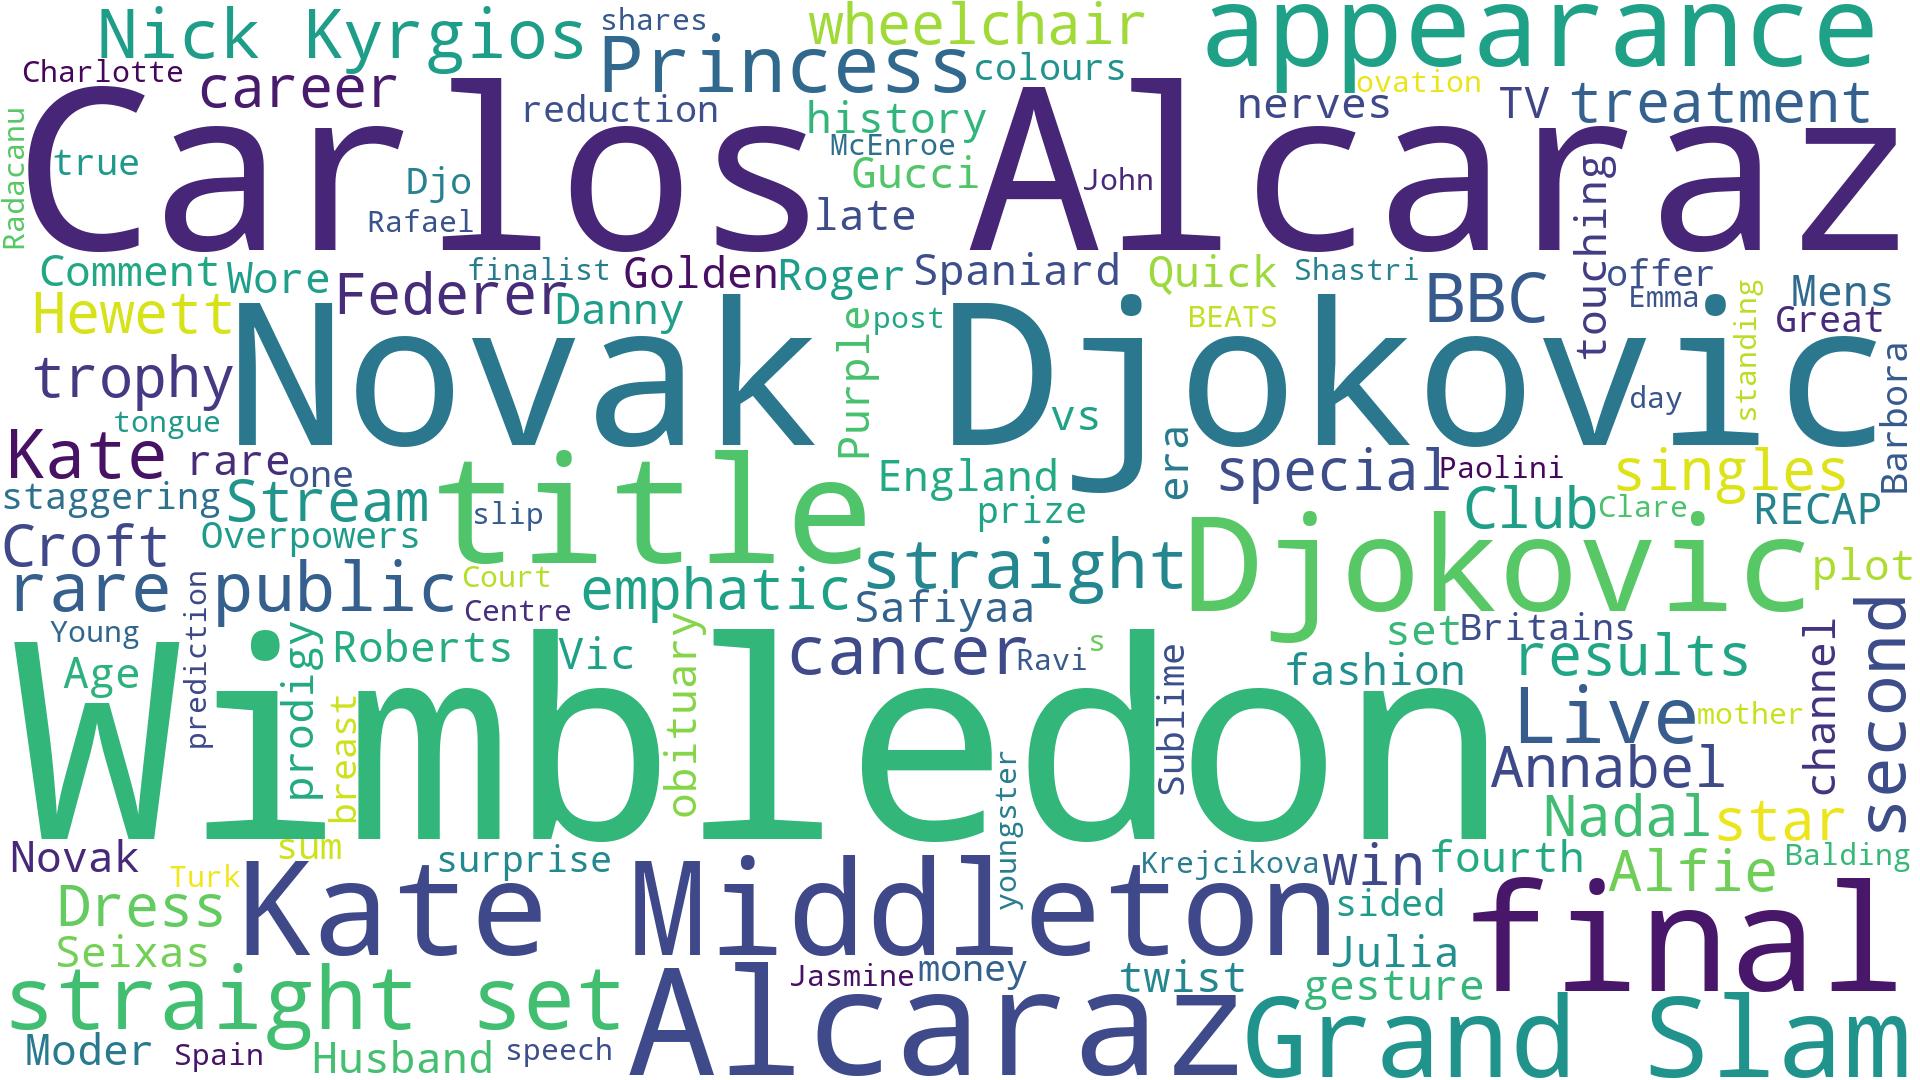 Nick Kyrgios
shares
wheelchair
appearance
Charlotte
career
Princess
colours
ovation
reduction
history
nerves
TV
treatment
Radacanu
true
Carlos Alcaraz
McEnroe
Gucci
John
Djo
Rafael
late
touching
Comment
Wore
finalist
Golden
Roger
Spaniard
Quick
Shastri
offer
Mens
Hewett
Federer
Danny
post
BEATS
BBC
Emma
Great
trophy
Novak Djokovic
Purple
vs
day
standing
Barbora
tongue
Kate
rare
one
title
England
era
special
Paolini
singles
staggering
Stream
slip
prize
Club
Clare
RECAP
Croft
Overpowers
straight
Djokovic
plot
rare
public
Court
Centre
emphatic
Safiyaa
second
Young
prediction
prodigy
Roberts
Vic
obituary
cancer
Ravi
s
Sublime
set
Britains
fashion
results
channel
Age
breast
Wimbledon
Live
mother
youngster
Annabel
Nadal
star
Novak
sum
surprise
Krejcikova
win
fourth
Alfie
Balding
Turk
Dress
Kate Middleton
sided
final
Seixas
Julia
straight set
Jasmine
money
twist
gesture
Moder
Spain
Husband
speech
Alcaraz
Grand Slam